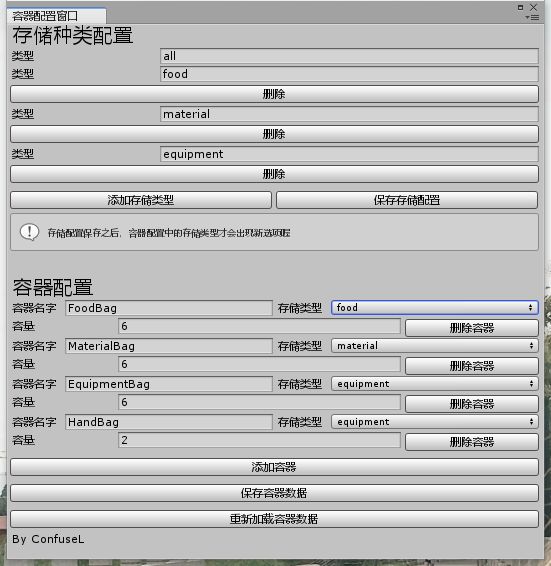 容器配置窗口
存储种类配置
类型 all
类型 food
删除
类型 material
删除
类型 equipment
删除
添加存储类型 保存存储配置
存储配置保存之后，容器配置中的存储类型才会出现新选项喔
容器配置
容器名字 FoodBag 存储类型 food
容量 6 删除容器
容器名字 MaterialBag 存储类型 material
容量 6 删除容器
容器名字 EquipmentBag 存储类型 equipment
容量 6 删除容器
容器名字 HandBag 存储类型 equipment
容量 2 删除容器
添加容器
保存容器数据
重新加载容器数据
By ConfuseL